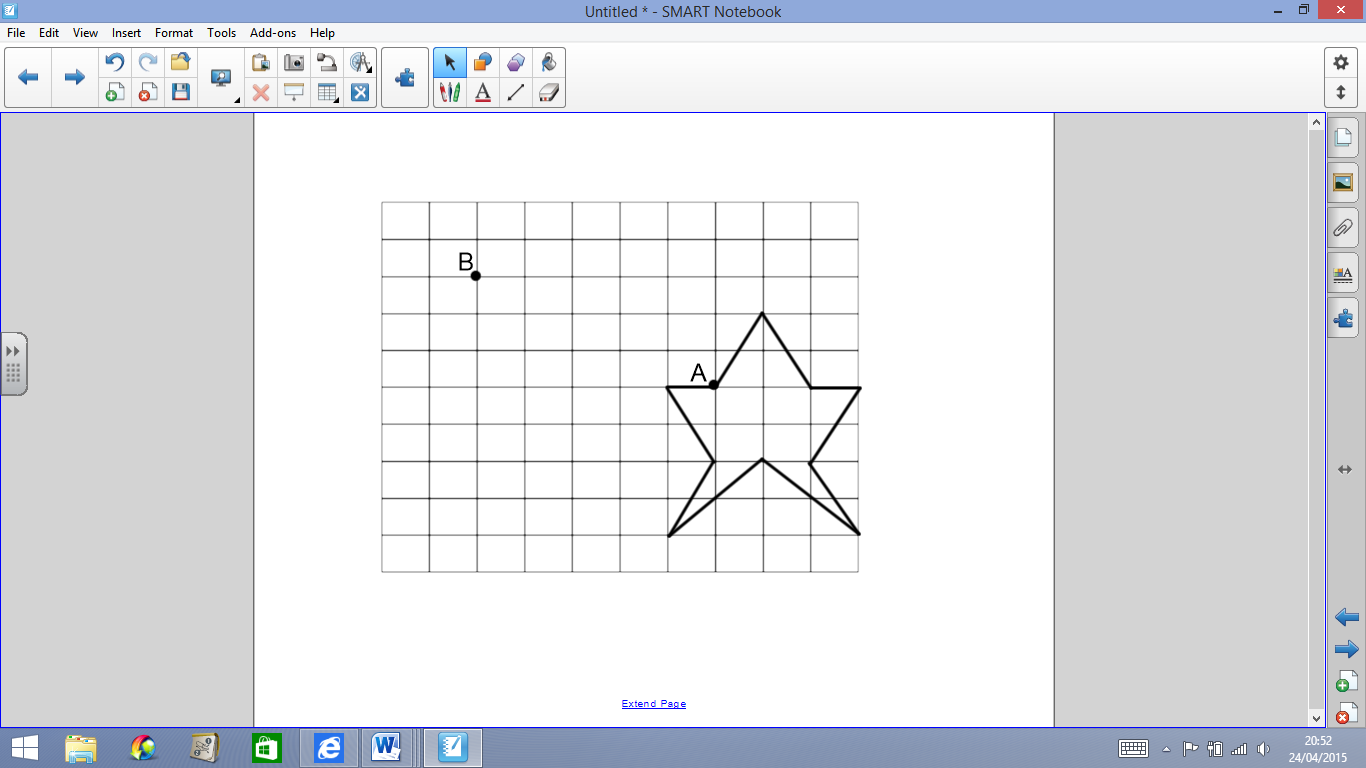 Untitled * - SMART Notebook
File Edit View Insert Format Tools Add-ons Help
B
A
Extend Page
20:52
24/04/2015